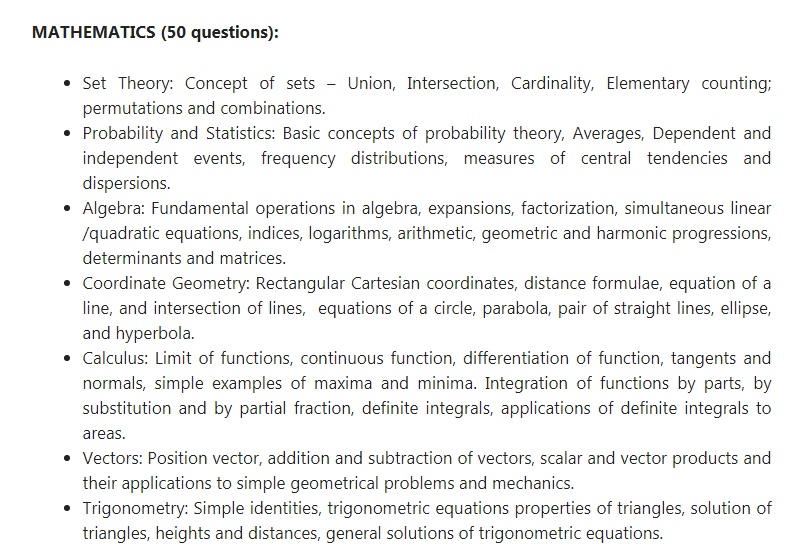 MATHEMATICS (50 questions):
• Set Theory: Concept of sets – Union, Intersection, Cardinality, Elementary counting;
permutations and combinations.
• Probability and Statistics: Basic concepts of probability theory, Averages, Dependent and
independent events, frequency distributions, measures of central tendencies and
dispersions.
• Algebra: Fundamental operations in algebra, expansions, factorization, simultaneous linear
/quadratic equations, indices, logarithms, arithmetic, geometric and harmonic progressions,
determinants and matrices.
• Coordinate Geometry: Rectangular Cartesian coordinates, distance formulae, equation of a
line, and intersection of lines, equations of a circle, parabola, pair of straight lines, ellipse,
and hyperbola.
• Calculus: Limit of functions, continuous function, differentiation of function, tangents and
normals, simple examples of maxima and minima. Integration of functions by parts, by
substitution and by partial fraction, definite integrals, applications of definite integrals to
areas.
• Vectors: Position vector, addition and subtraction of vectors, scalar and vector products and
their applications to simple geometrical problems and mechanics.
• Trigonometry: Simple identities, trigonometric equations properties of triangles, solution of
triangles, heights and distances, general solutions of trigonometric equations.